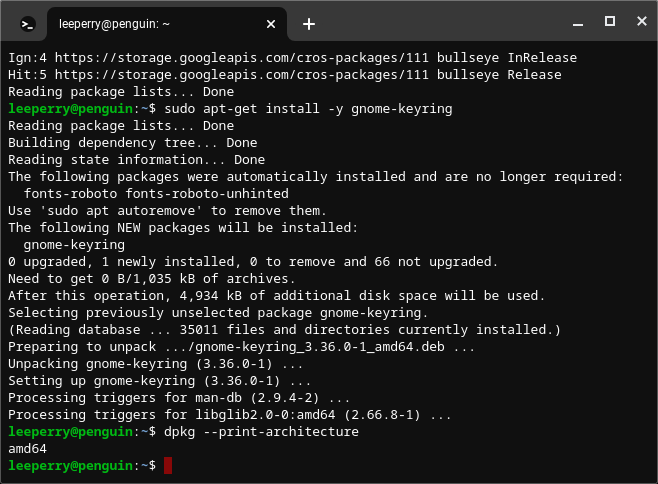 leeperry@penguin: ~
Ign:4 https://storage.googleapis.com/cros-packages/111 bullseye InRelease
Hit:5 https://storage.googleapis.com/cros-packages/111 bullseye Release
Reading package lists... Done
leeperry@penguin:~$ sudo apt-get install -y gnome-keyring
Reading package lists... Done
Building dependency tree... Done
Reading state information... Done
The following packages were automatically installed and are no longer required:
  fonts-roboto fonts-roboto-unhinted
Use 'sudo apt autoremove' to remove them.
The following NEW packages will be installed:
  gnome-keyring
0 upgraded, 1 newly installed, 0 to remove and 66 not upgraded.
Need to get 0 B/1,035 kB of archives.
After this operation, 4,934 kB of additional disk space will be used.
Selecting previously unselected package gnome-keyring.
(Reading database ... 35011 files and directories currently installed.)
Preparing to unpack .../gnome-keyring_3.36.0-1_amd64.deb ...
Unpacking gnome-keyring (3.36.0-1) ...
Setting up gnome-keyring (3.36.0-1) ...
Processing triggers for man-db (2.9.4-2) ...
Processing triggers for libglib2.0-0:amd64 (2.66.8-1) ...
leeperry@penguin:~$ dpkg --print-architecture
amd64
leeperry@penguin:~$